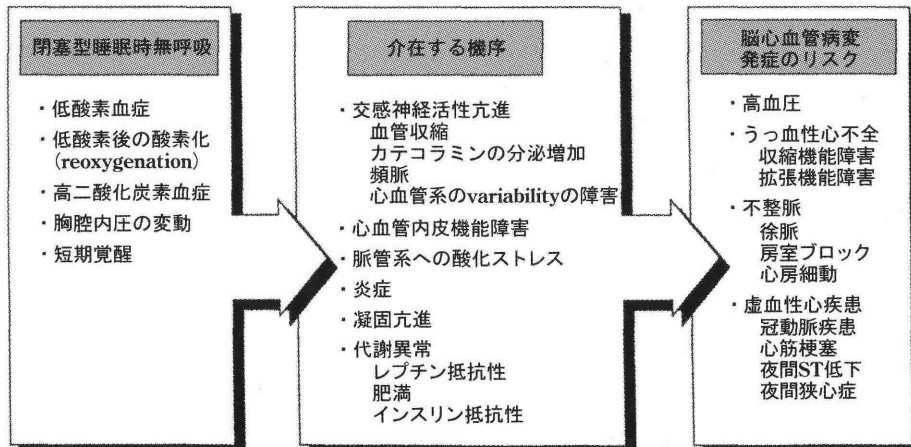 閉塞型睡眠時無呼吸
・低酸素血症
・低酸素後の酸素化
(reoxygenation)
・高二酸化炭素血症
・胸腔内圧の変動
・短期覚醒
介在する機序
・交感神経活性亢進
血管収縮
カテコラミンの分泌増加
頻脈
心血管系のvariabilityの障害
・心血管内皮機能障害
・脈管系への酸化ストレス
・炎症
・凝固亢進
・代謝異常
レプチン抵抗性
肥満
インスリン抵抗性
脳心血管病変
発症のリスク
・高血圧
・うっ血性心不全
収縮機能障害
拡張機能障害
・不整脈
徐脈
房室ブロック
心房細動
・虚血性心疾患
冠動脈疾患
心筋梗塞
夜間ST低下
夜間狭心症